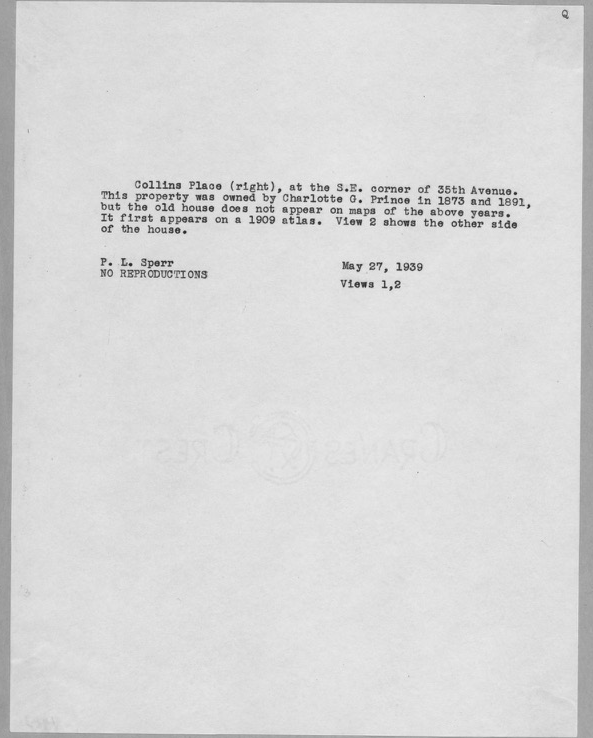 Q
Collins Place (right), at the S.E. corner of 35th Avenue.
This property was owned by Charlotte G. Prince in 1873 and 1891,
but the old house does not appear on maps of the above years.
It first appears on a 1909 atlas. View 2 shows the other side
of the house.
P. L. Sperr
NO REPRODUCTIONS
May 27, 1939
Views 1,2
CRANE'S CREST